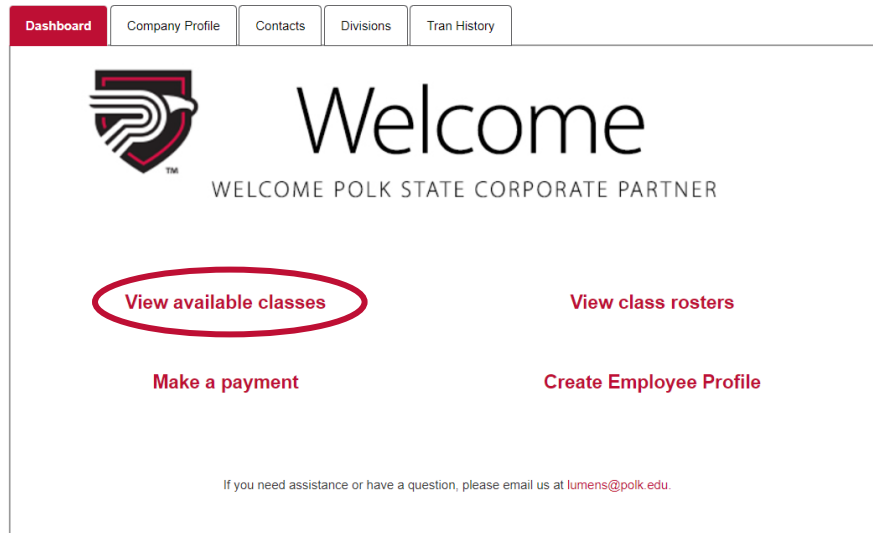 Dashboard Company Profile Contacts Divisions Tran History
Welcome
TM
WELCOME POLK STATE CORPORATE PARTNER
View available classes View class rosters
Make a payment Create Employee Profile
If you need assistance or have a question, please email us at lumens@polk.edu.